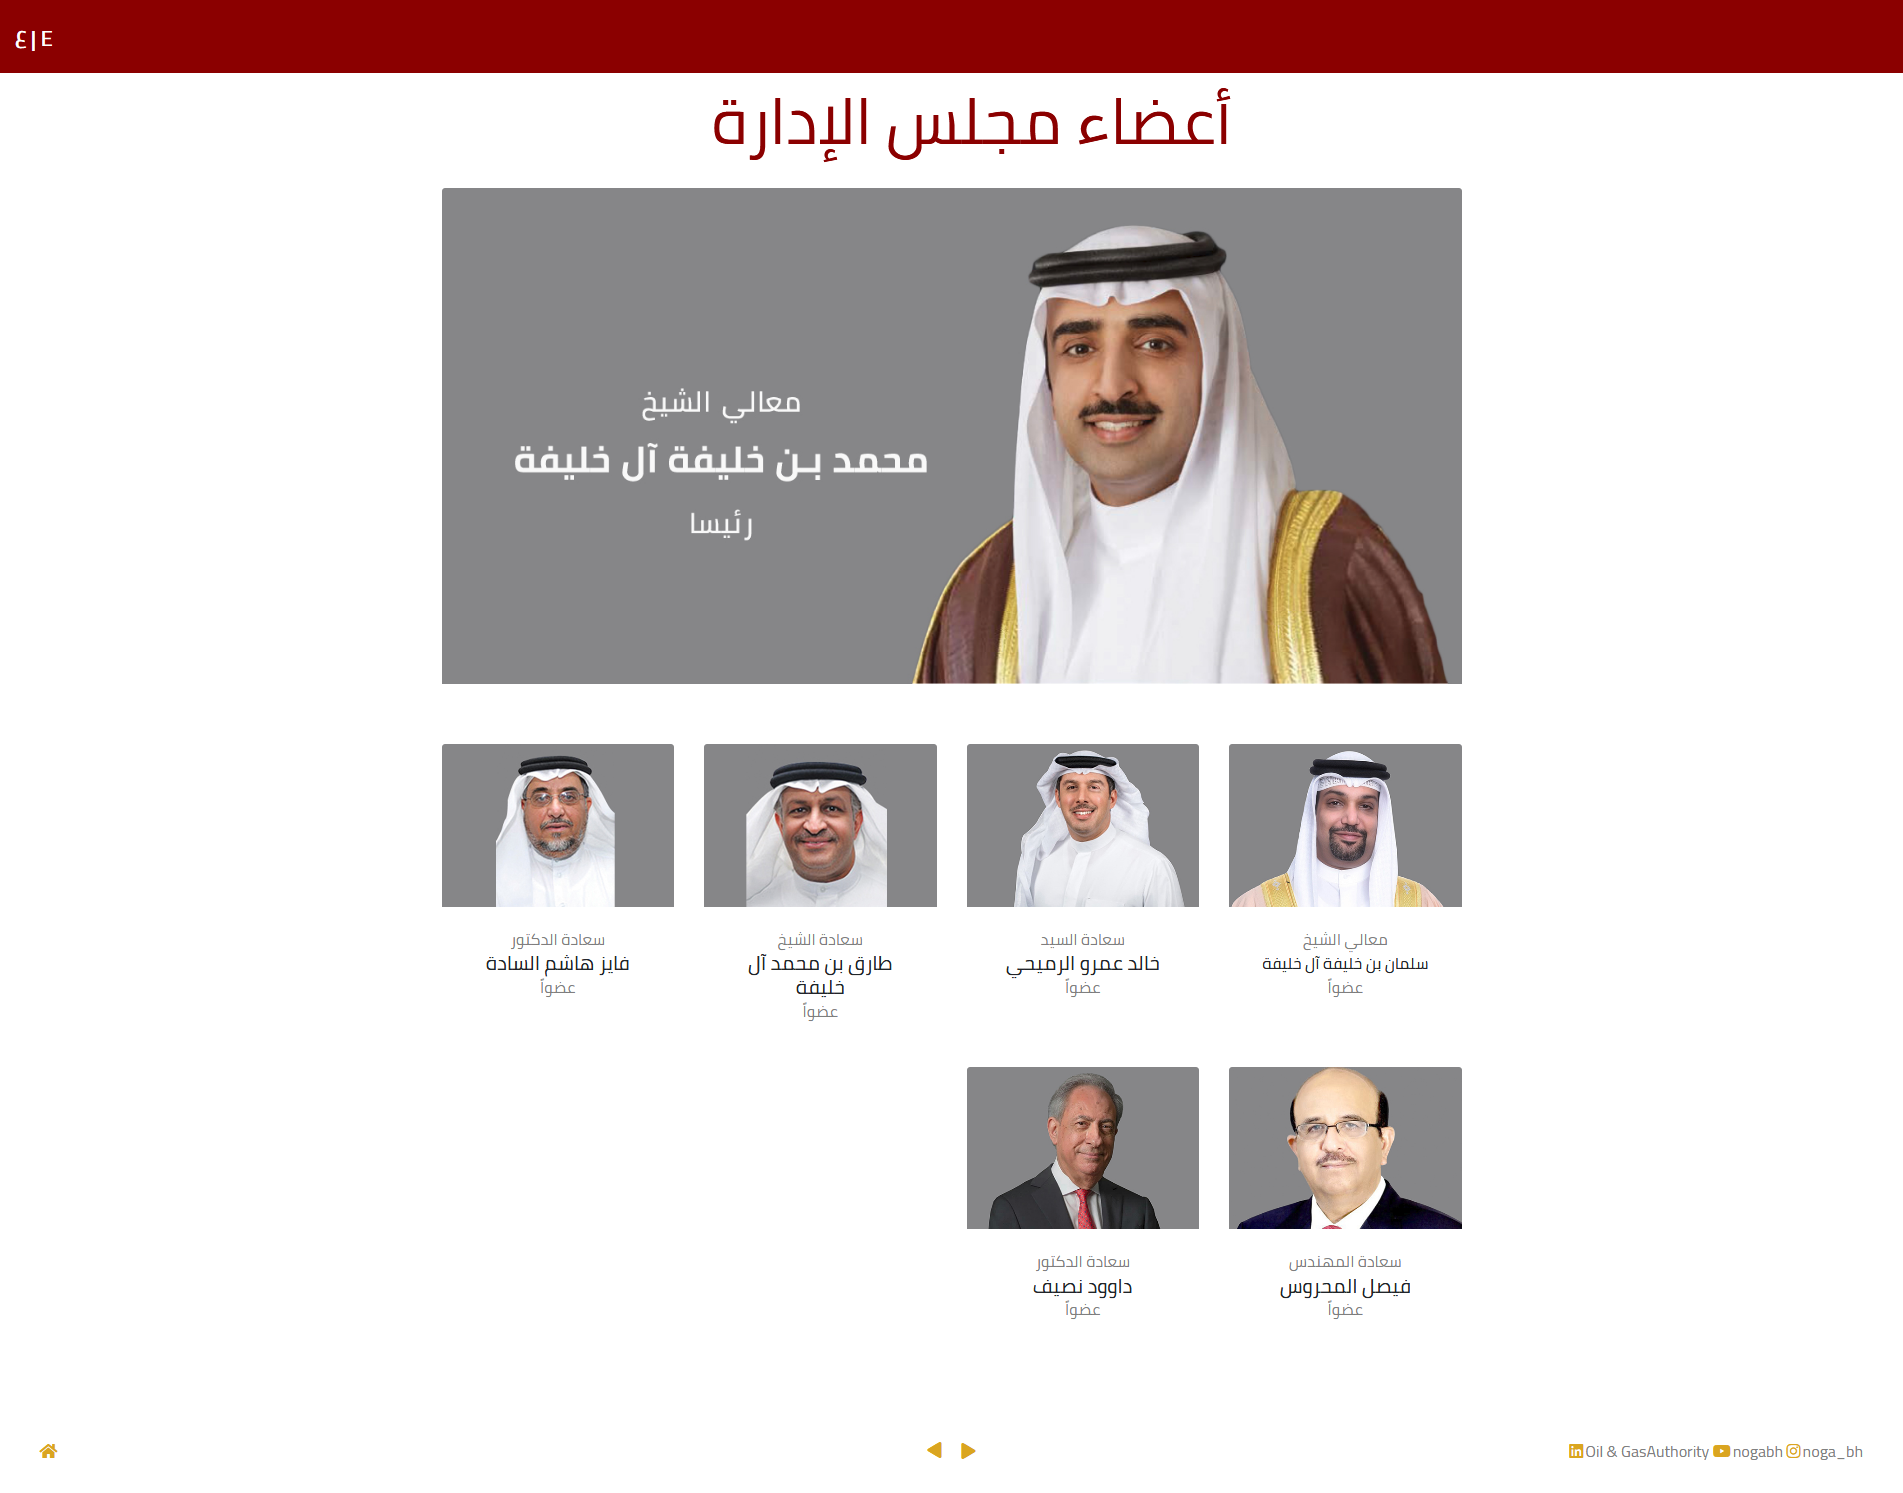 ع|E
أعضاء مجلس الإدارة
معالي الشيخ
محمد بـن خليفة آل خليفة
رئيسا
معالي الشيخ
سلمان بن خليفة آل خليفة
عضواً
سعادة السيد
خالد عمرو الرميحي
عضواً
سعادة الشيخ
طارق بن محمد آل
خليفة
عضواً
سعادة الدكتور
فايز هاشم السادة
عضواً
سعادة المهندس
فيصل المحروس
عضواً
سعادة الدكتور
داوود نصيف
عضواً
Oil & GasAuthority nogabh noga_bh